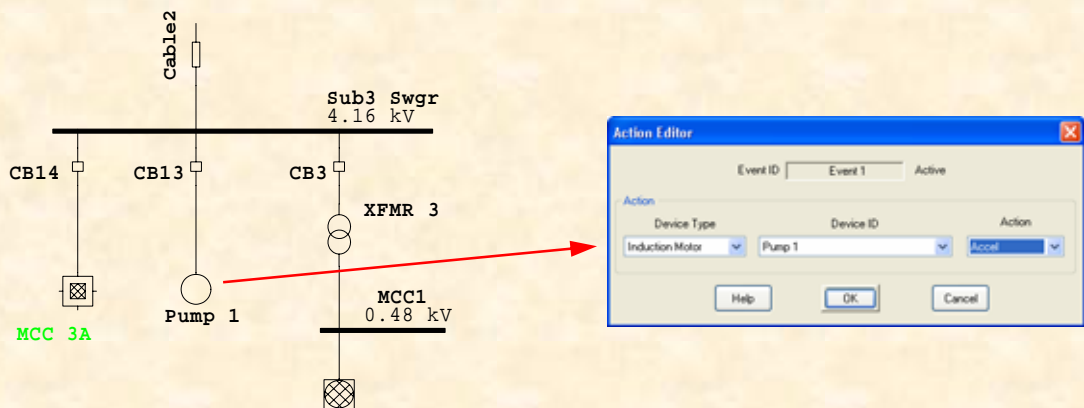 Cable2
Sub3 Swgr
4.16 kV
CB14
CB13
CB3
XFMR 3
MCC1
0.48 kV
Pump 1
MCC 3A
Action Editor
Event ID Event 1 Active
Action
Device Type Device ID Action
Induction Motor Pump 1 Accel
Help OK Cancel